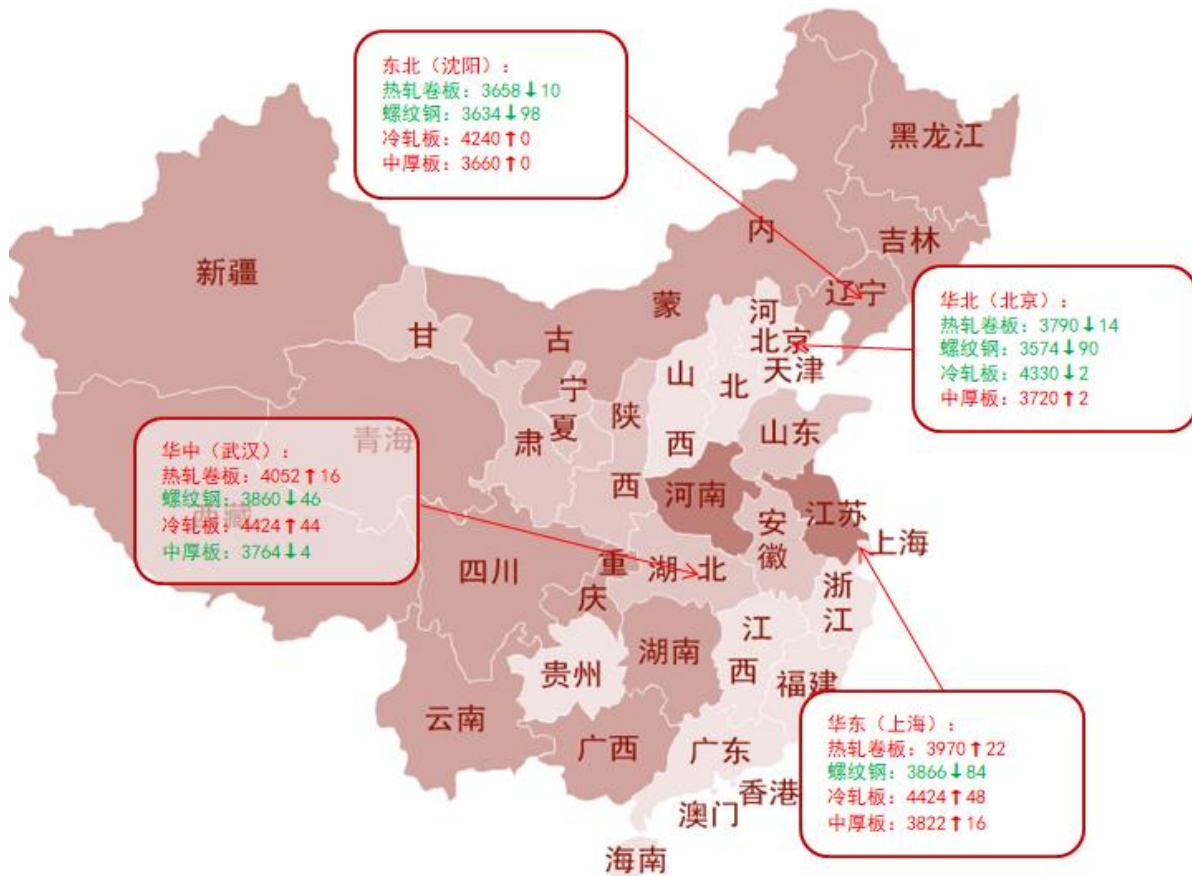 东北（沈阳）：
热轧卷板：3658↓10
螺纹钢：3634↓98
冷轧板：4240↑0
中厚板：3660↑0
黑龙江
内
吉林
新疆
辽宁
蒙
河
华北（北京）：
热轧卷板：3790↓14
螺纹钢：3574↓90
冷轧板：4330↓2
中厚板：3720↑2
甘
古
北京
山
天津
宁
北
陕
夏
山东
青海
肃
西
华中（武汉）：
热轧卷板：4052↑16
螺纹钢：3860↓46
冷轧板：4424↑44
中厚板：3764↓4
西藏
西
河南
安
徽
江苏
上海
四川
重
庆
湖
北
浙
江
江
西
湖南
贵州
福建
云南
广西
广东
华东（上海）：
热轧卷板：3970↑22
螺纹钢：3866↓84
冷轧板：4424↑48
中厚板：3822↑16
香港
澳门
海南